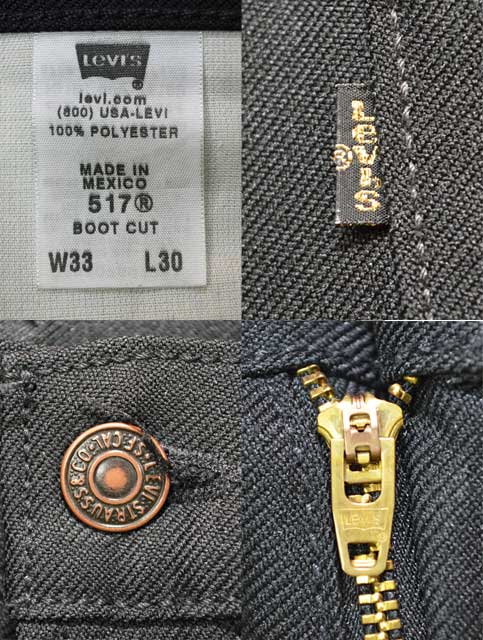 Levi's
®
levi.com
(800) USA-LEVI
100% POLYESTER
MADE IN
MEXICO
517®
BOOT CUT
W33 L30
LEVI'S
®
LEVI STRAUSS & CO. S.F. CAL.
LEVI'S